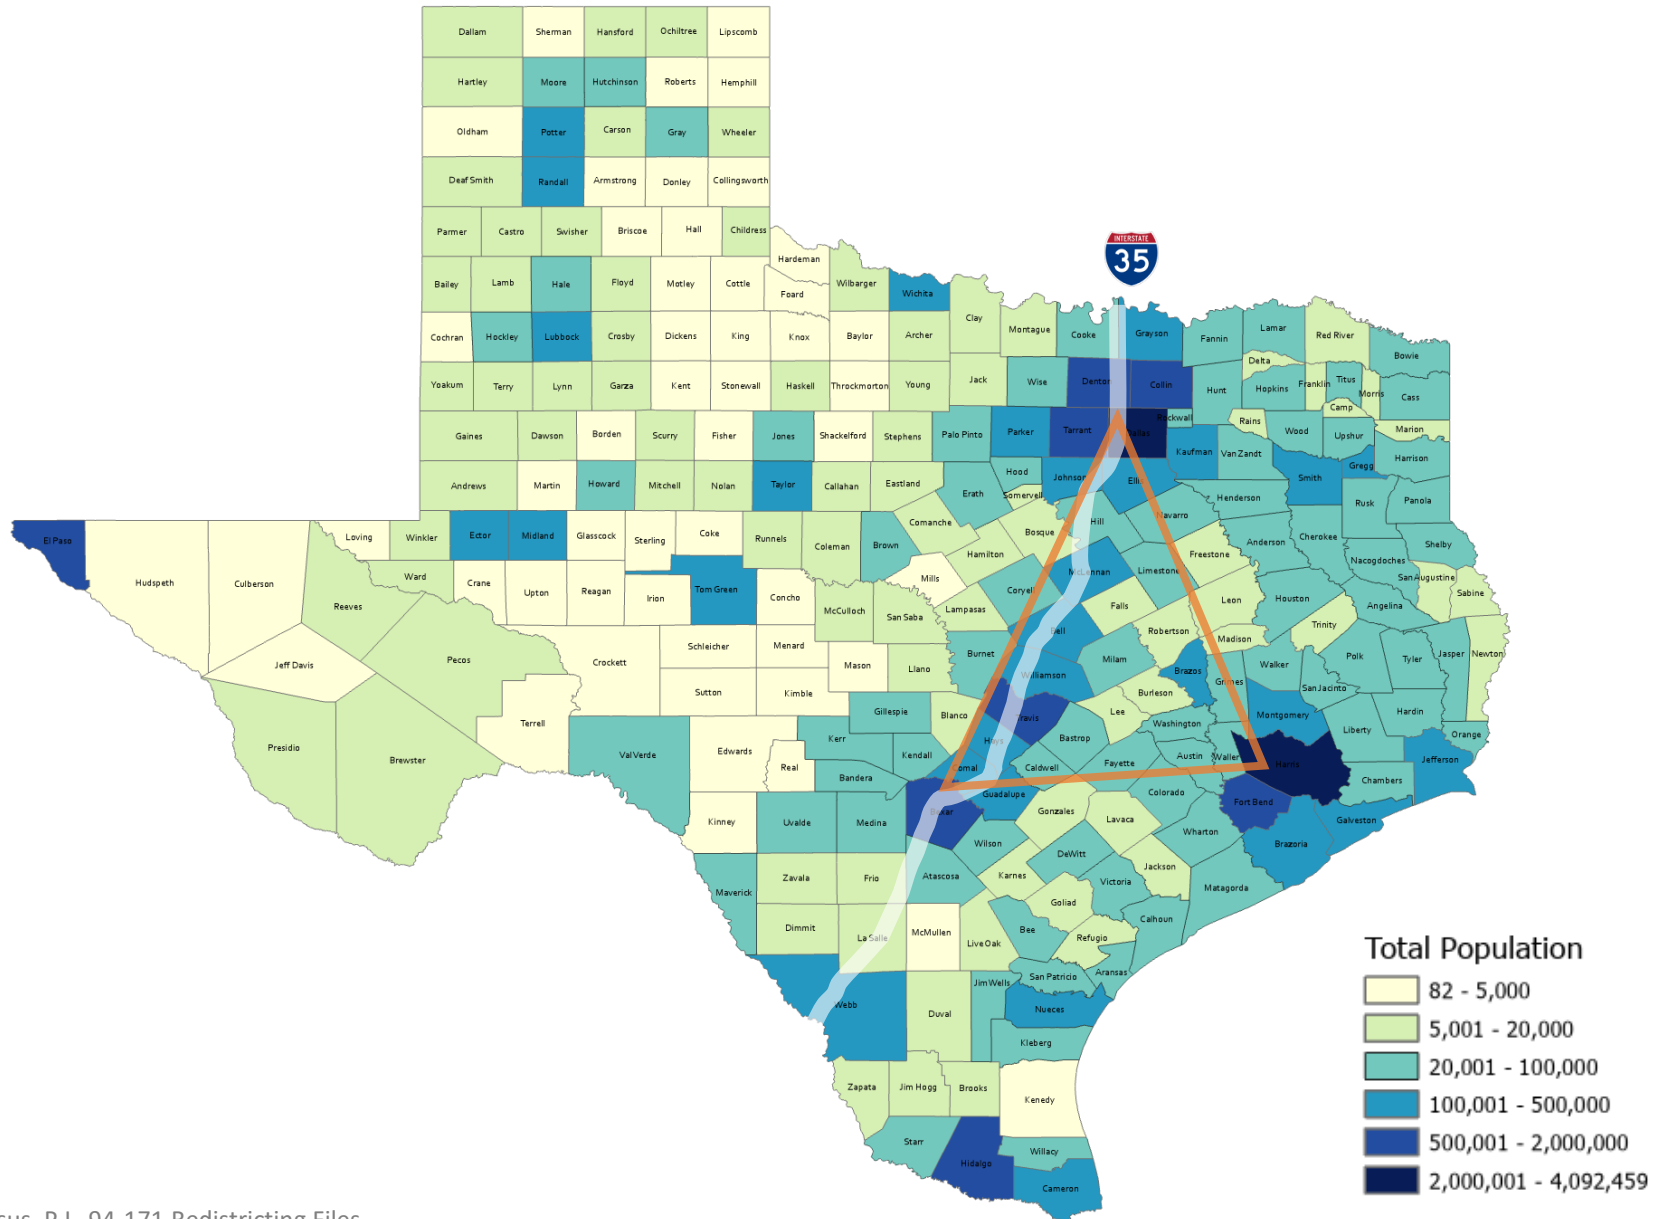 Dallam Sherman Hansford Ochiltree Lipscomb
Hartley Moore Hutchinson Roberts Hemphill
Oldham Potter Carson Gray Wheeler
Deaf Smith Randall Armstrong Donley Collingsworth
Parmer Castro Swisher Briscoe Hall Childress
Hardeman
INTERSTATE
35
Bailey Lamb Hale Floyd Motley Cottle Foard Wilbarger Wichita
Cochran Hockley Lubbock Crosby Dickens King Knox Baylor Archer Clay Montague Cooke Grayson Fannin Lamar Red River Bowie
Delta
Yoakum Terry Lynn Garza Kent Stonewall Haskell Throckmorton Young Jack Wise Denton Collin Hunt Hopkins Franklin Titus Morris Cass
Camp
Gaines Dawson Borden Scurry Fisher Jones Shackelford Stephens Palo Pinto Parker Tarrant Dallas Rockwall Rains Wood Upshur Marion
Kaufman Van Zandt Smith Gregg Harrison
Andrews Martin Howard Mitchell Nolan Taylor Callahan Eastland Erath Hood Somervell Johnson Ellis Henderson Rusk Panola
El Paso Hudspeth Culberson Loving Winkler Ector Midland Glasscock Sterling Coke Runnels Coleman Brown Comanche Hamilton Bosque Hill Navarro Freestone Anderson Cherokee Nacogdoches Shelby
Reeves Ward Crane Upton Reagan Irion Tom Green Concho McCulloch San Saba Mills Lampasas Coryell McLennan Limestone Falls Leon Houston Angelina San Augustine Sabine
Jeff Davis Pecos Crockett Schleicher Menard Mason Llano Burnet Bell Milam Robertson Madison Trinity Walker Polk Tyler Jasper Newton
Sutton Kimble Williamson Brazos Grimes San Jacinto
Presidio Brewster Terrell Val Verde Edwards Real Kerr Gillespie Blanco Kendall Bandera Hays Travis Bastrop Lee Burleson Washington Montgomery Liberty Hardin Orange
Comal Caldwell Fayette Austin Waller Harris Chambers Jefferson
Kinney Uvalde Medina Bexar Guadalupe Gonzales Lavaca Colorado Fort Bend Galveston
Wilson Wharton Brazoria
Maverick Zavala Frio Atascosa Karnes DeWitt Victoria Jackson Matagorda
Dimmit La Salle McMullen Live Oak Bee Goliad Refugio Calhoun
Webb Duval Jim Wells San Patricio Aransas
Nueces
Kleberg
Zapata Jim Hogg Brooks Kenedy
Starr Hidalgo Willacy
Cameron
Total Population
82 - 5,000
5,001 - 20,000
20,001 - 100,000
100,001 - 500,000
500,001 - 2,000,000
2,000,001 - 4,092,459